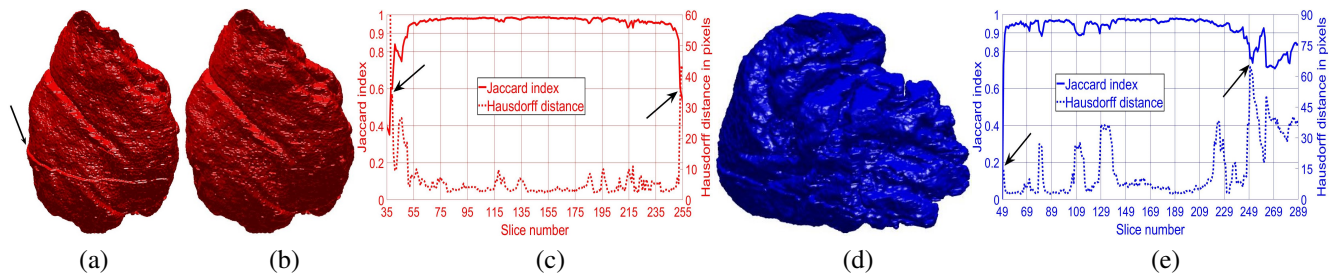 1
0.8
0.6
0.4
0.2
0
Jaccard index
Jaccard index
Hausdorff distance
60
50
40
30
20
10
0
Hausdorff distance in pixels
35 55 75 95 115 135 155 175 195 215 235 255
Slice number
1
0.8
0.6
0.4
0.2
0
Jaccard index
Jaccard index
Hausdorff distance
90
75
60
45
30
15
0
Hausdorff distance in pixels
49 69 89 109 129 149 169 189 209 229 249 269 289
Slice number
(a) (b) (c) (d) (e)